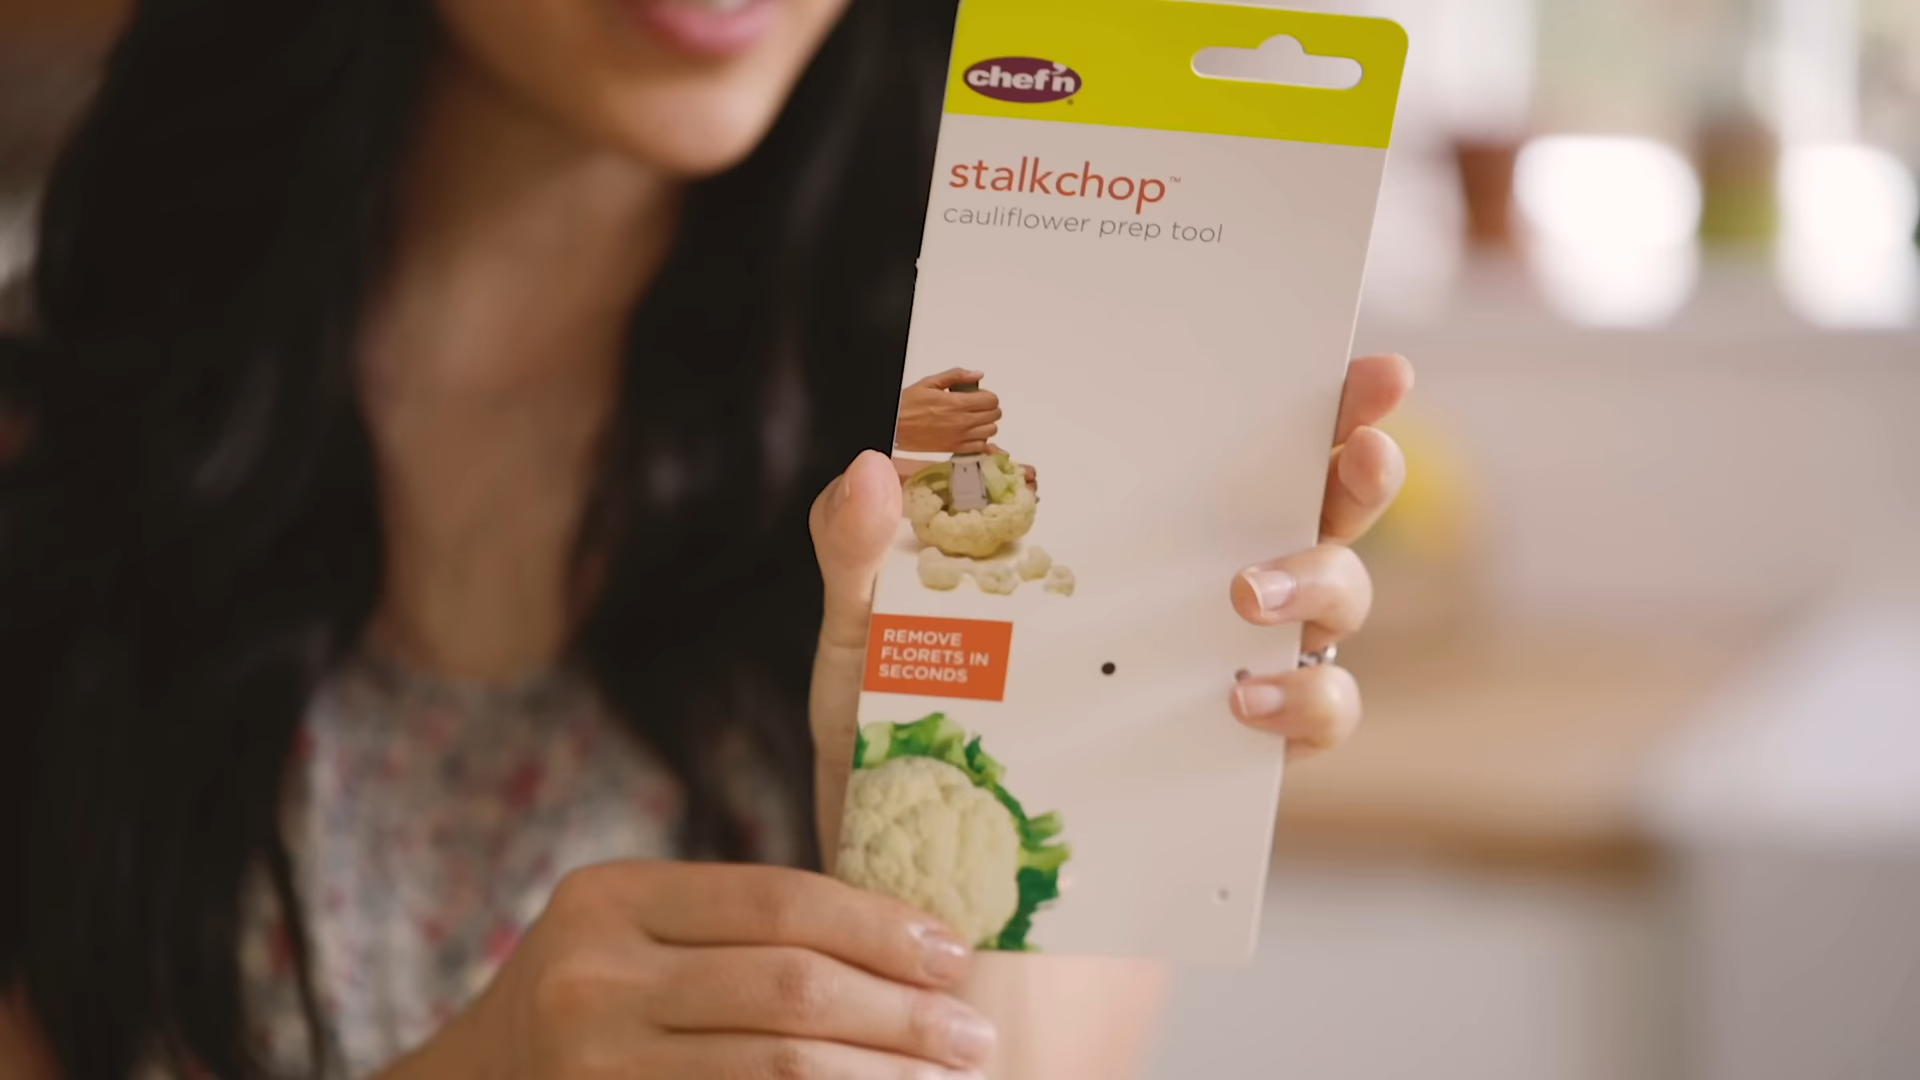 chef'n
stalkchop™
cauliflower prep tool
REMOVE
FLORETS IN
SECONDS